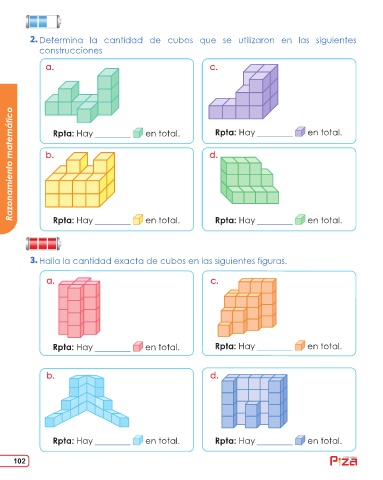 2. Determina la cantidad de cubos que se utilizaron en las siguientes
construcciones
a.
c.
Rpta: Hay ________ en total.
Rpta: Hay ________ en total.
b.
d.
Rpta: Hay ________ en total.
Rpta: Hay ________ en total.
Razonamiento matemático
3. Halla la cantidad exacta de cubos en las siguientes figuras.
a.
c.
Rpta: Hay ________ en total.
Rpta: Hay ________ en total.
b.
d.
Rpta: Hay ________ en total.
Rpta: Hay ________ en total.
102